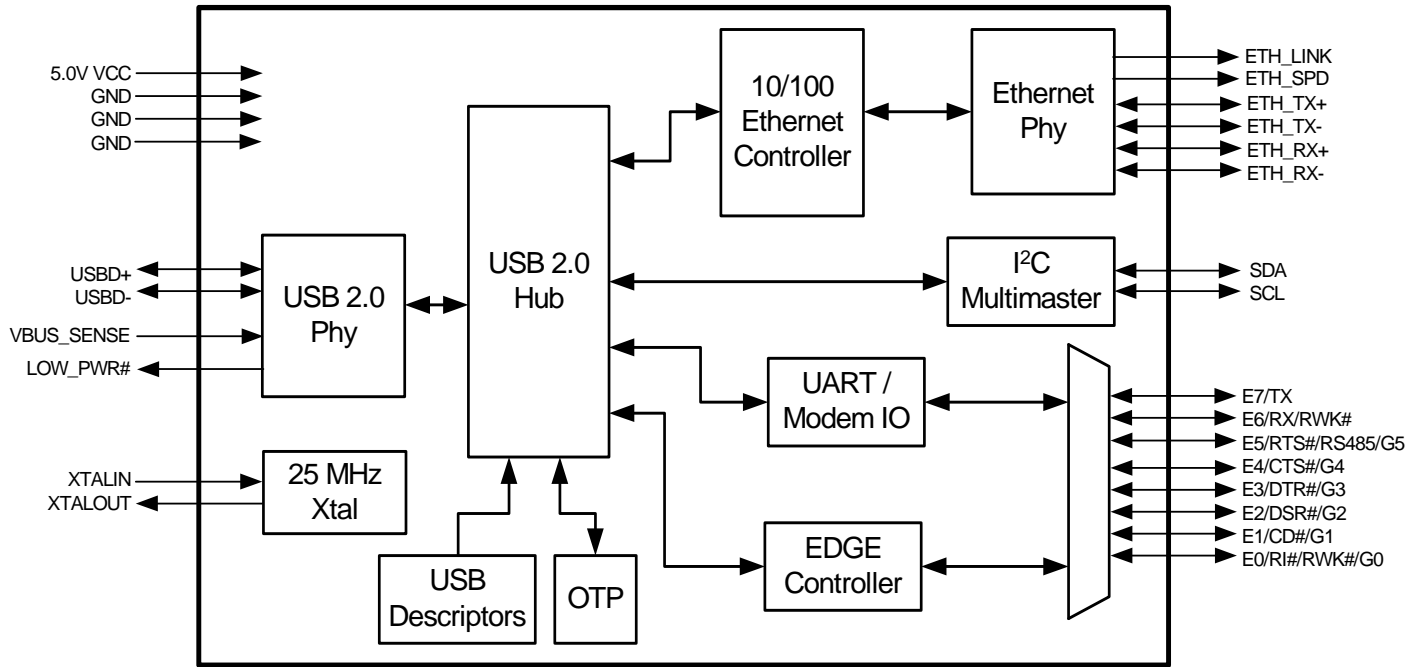 5.0V VCC
GND
GND
GND
USBD+
USBD-
VBUS_SENSE
LOW_PWR#
XTALIN
XTALOUT
USB 2.0
Phy
25 MHz
Xtal
USB 2.0
Hub
USB
Descriptors
OTP
10/100
Ethernet
Controller
Ethernet
Phy
I²C
Multimaster
UART /
Modem IO
EDGE
Controller
ETH_LINK
ETH_SPD
ETH_TX+
ETH_TX-
ETH_RX+
ETH_RX-
SDA
SCL
E7/TX
E6/RX/RWK#
E5/RTS#/RS485/G5
E4/CTS#/G4
E3/DTR#/G3
E2/DSR#/G2
E1/CD#/G1
E0/RI#/RWK#/G0